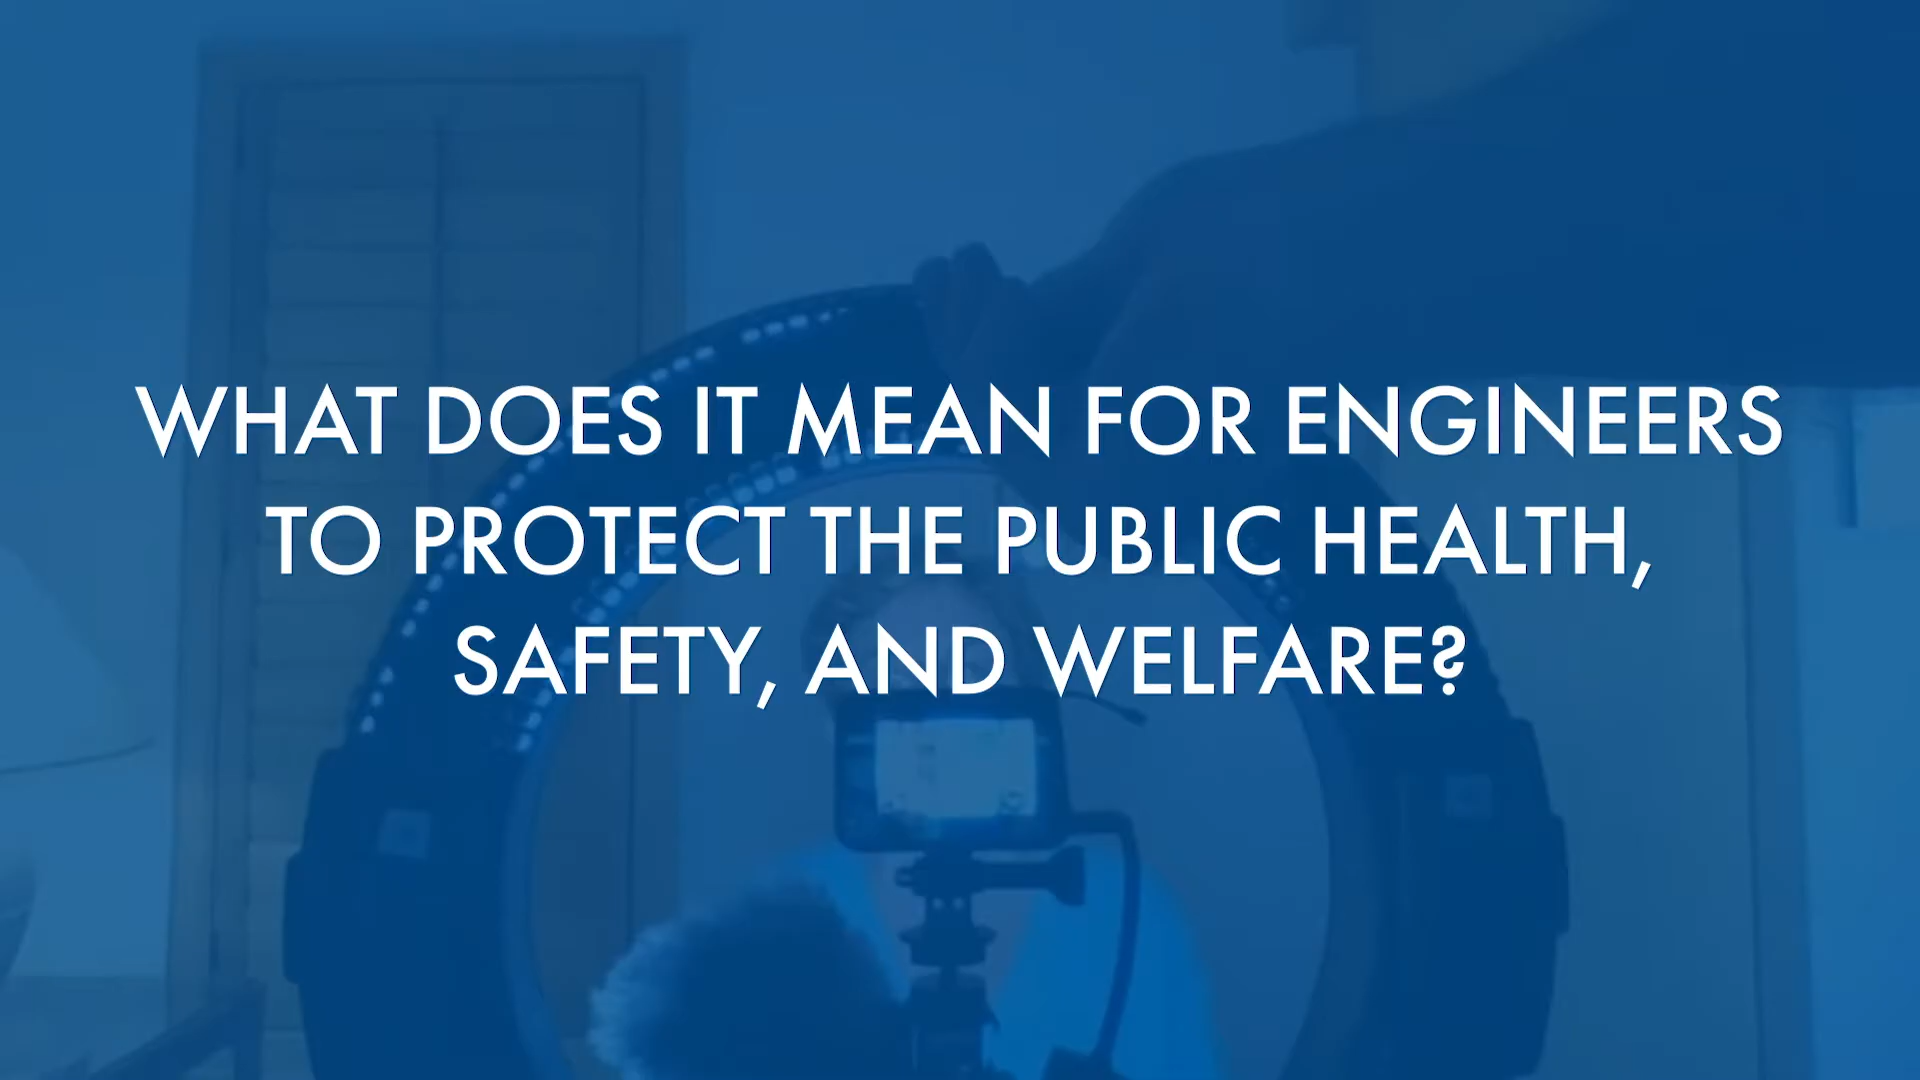 WHAT DOES IT MEAN FOR ENGINEERS
TO PROTECT THE PUBLIC HEALTH,
SAFETY, AND WELFARE?